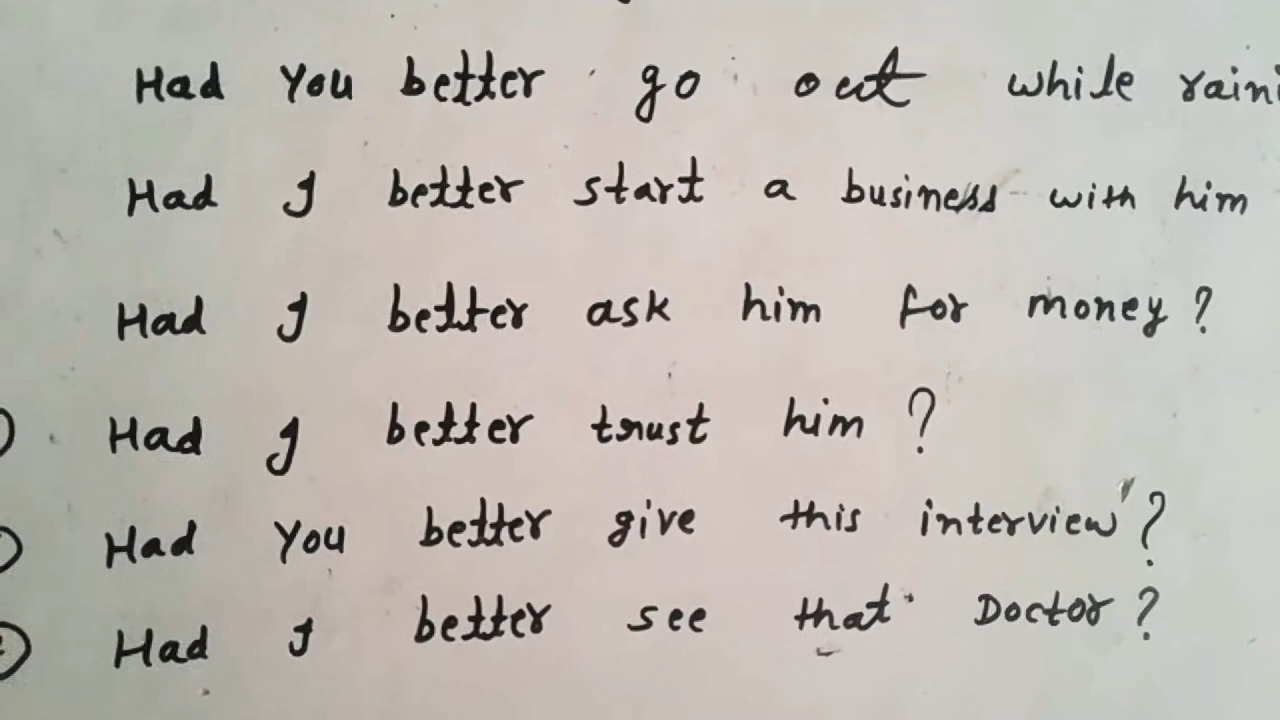 Had You better go out while raini
Had I better start a business with him
Had I better ask him for money?
Had I better trust him?
Had You better give this interview?
Had I better see that Doctor?